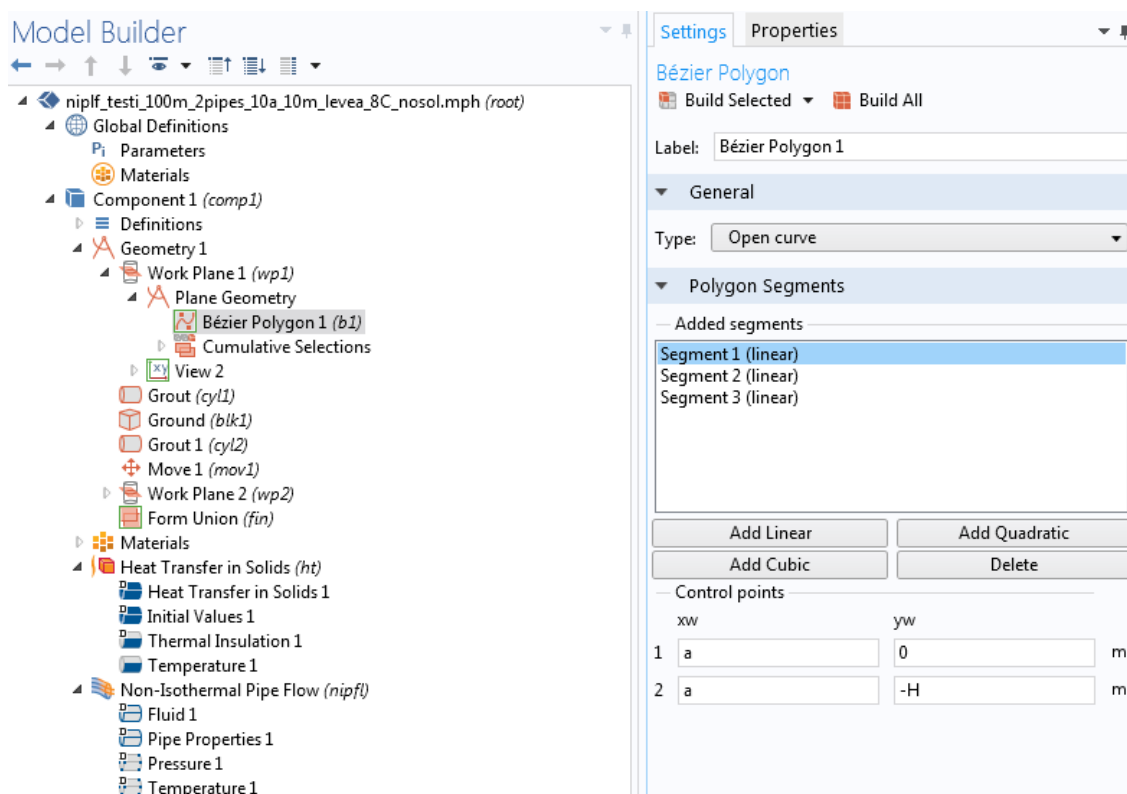 Model Builder
niplf_testi_100m_2pipes_10a_10m_levea_8C_nosol.mph (root)
Global Definitions
Pi Parameters
Materials
Component 1 (comp1)
Definitions
Geometry 1
Work Plane 1 (wp1)
Plane Geometry
Bézier Polygon 1 (b1)
Cumulative Selections
xy View 2
Grout (cyl1)
Ground (blk1)
Grout 1 (cyl2)
Move 1 (mov1)
Work Plane 2 (wp2)
Form Union (fin)
Materials
Heat Transfer in Solids (ht)
D Heat Transfer in Solids 1
D Initial Values 1
D Thermal Insulation 1
Temperature 1
Non-Isothermal Pipe Flow (nipfl)
D Fluid 1
D Pipe Properties 1
D Pressure 1
D Temperature 1
Settings Properties
Bézier Polygon
Build Selected Build All
Label: Bézier Polygon 1
General
Type: Open curve
Polygon Segments
Added segments
Segment 1 (linear)
Segment 2 (linear)
Segment 3 (linear)
Add Linear Add Quadratic
Add Cubic Delete
Control points
xw yw
1 a 0 m
2 a -H m